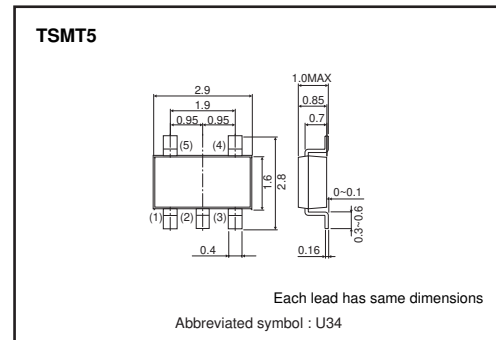 TSMT5
1.0MAX
2.9
0.85
1.9
0.7
0.95 0.95
(5) (4)
1.6
2.8
0~0.1
0.3~0.6
(1) (2) (3)
0.4
0.16
Each lead has same dimensions
Abbreviated symbol : U34